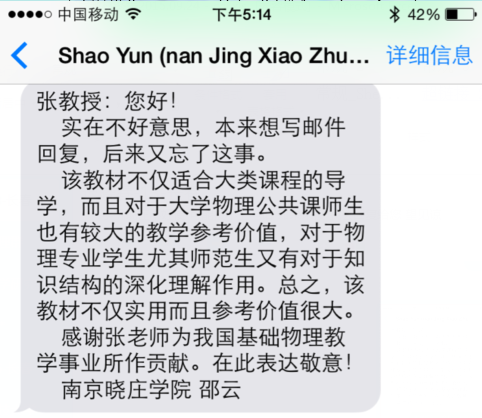 中国移动 下午5:14 42%
Shao Yun (nan Jing Xiao Zhu... 详细信息
张教授：您好！
实在不好意思，本来想写邮件
回复，后来又忘了这事。
该教材不仅适合大类课程的导
学，而且对于大学物理公共课师生
也有较大的教学参考价值，对于物
理专业学生尤其师范生又有对于知
识结构的深化理解作用。总之，该
教材不仅实用而且参考价值很大。
感谢张老师为我国基础物理教
学事业所作贡献。在此表达敬意！
南京晓庄学院 邵云